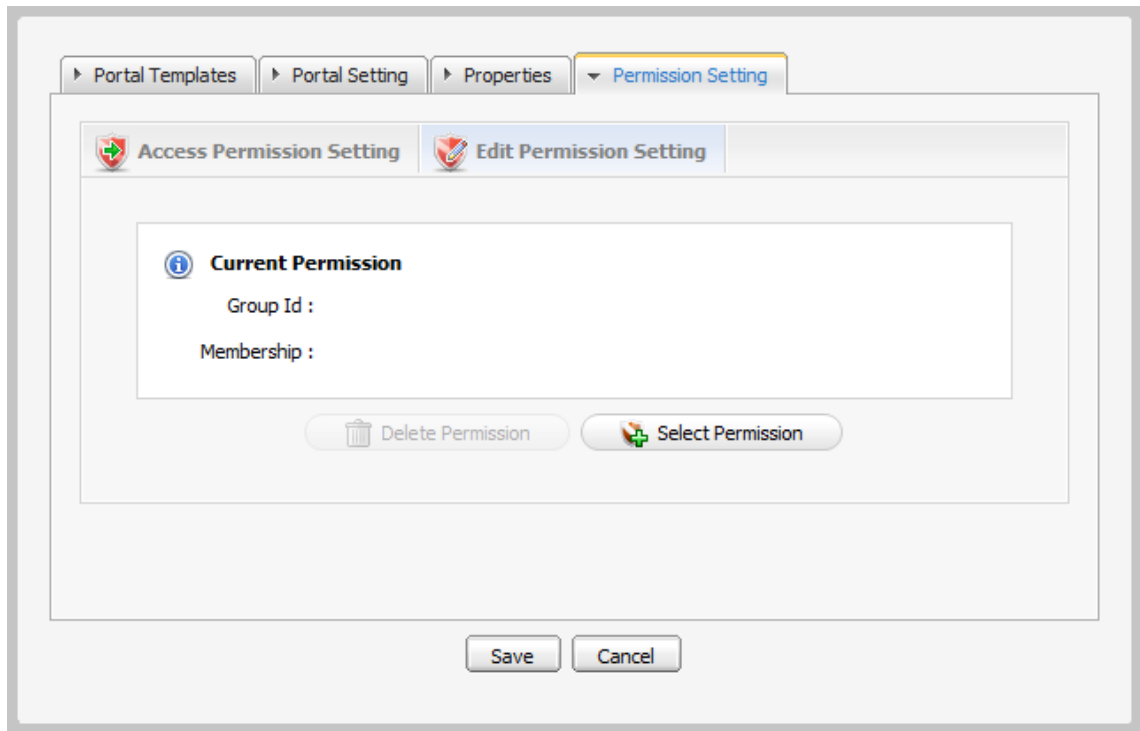 Portal Templates Portal Setting Properties Permission Setting
Access Permission Setting Edit Permission Setting
Current Permission
Group Id :
Membership :
Delete Permission Select Permission
Save Cancel